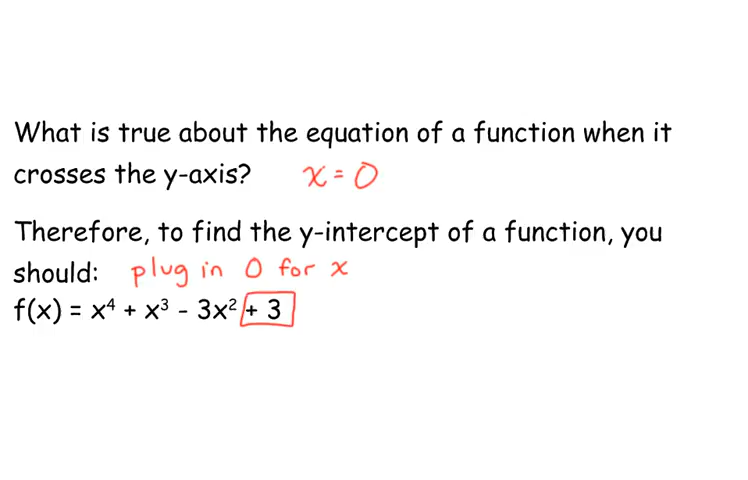 What is true about the equation of a function when it
crosses the y-axis? x = 0
Therefore, to find the y-intercept of a function, you
should: plug in 0 for x
f(x) = x⁴ + x³ - 3x² + 3